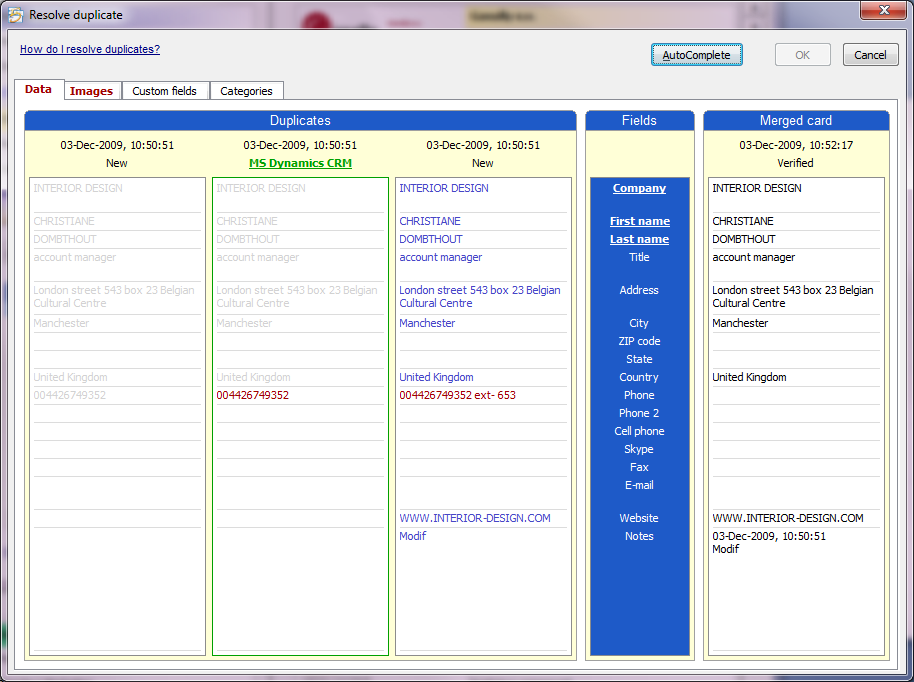 Resolve duplicate
How do I resolve duplicates?
AutoComplete
OK
Cancel
Data
Images
Custom fields
Categories
Duplicates
03-Dec-2009, 10:50:51
New
INTERIOR DESIGN
CHRISTIANE
DOMBTHOUT
account manager
London street 543 box 23 Belgian
Cultural Centre
Manchester
United Kingdom
004426749352
03-Dec-2009, 10:50:51
MS Dynamics CRM
INTERIOR DESIGN
CHRISTIANE
DOMBTHOUT
account manager
London street 543 box 23 Belgian
Cultural Centre
Manchester
United Kingdom
004426749352
03-Dec-2009, 10:50:51
New
INTERIOR DESIGN
CHRISTIANE
DOMBTHOUT
account manager
London street 543 box 23 Belgian
Cultural Centre
Manchester
United Kingdom
004426749352 ext- 653
WWW.INTERIOR-DESIGN.COM
Modif
Fields
Company
First name
Last name
Title
Address
City
ZIP code
State
Country
Phone
Phone 2
Cell phone
Skype
Fax
E-mail
Website
Notes
Merged card
03-Dec-2009, 10:52:17
Verified
INTERIOR DESIGN
CHRISTIANE
DOMBTHOUT
account manager
London street 543 box 23 Belgian
Cultural Centre
Manchester
United Kingdom
WWW.INTERIOR-DESIGN.COM
03-Dec-2009, 10:50:51
Modif